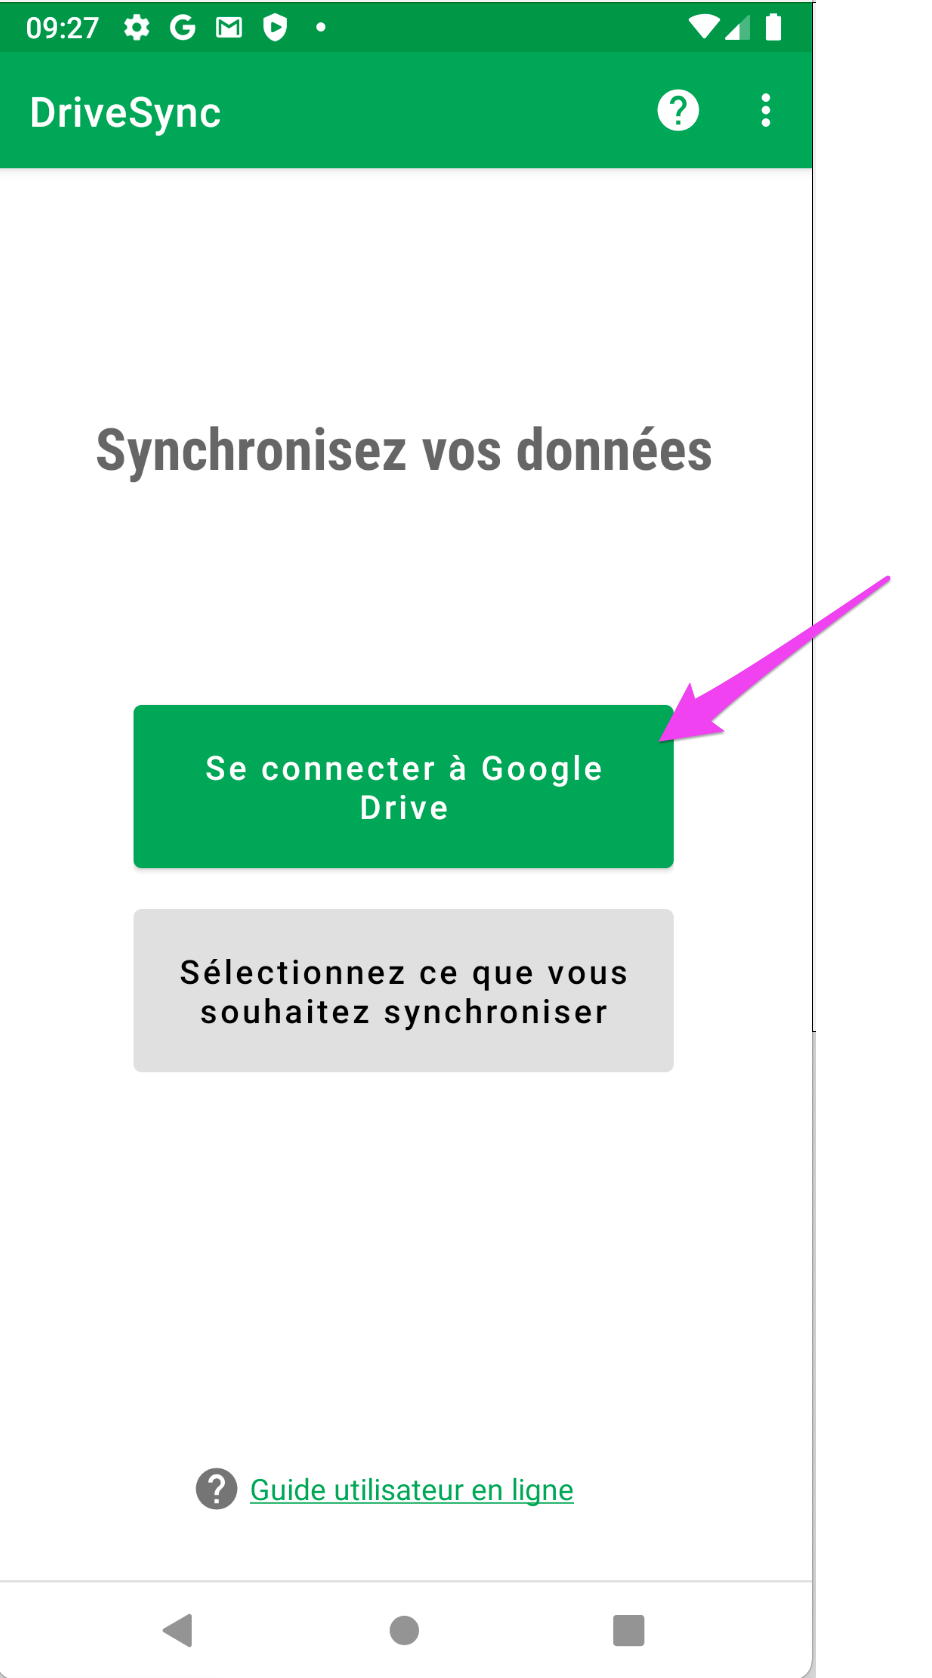 09:27
DriveSync
Synchronisez vos données
Se connecter à Google
Drive
Sélectionnez ce que vous
souhaitez synchroniser
Guide utilisateur en ligne